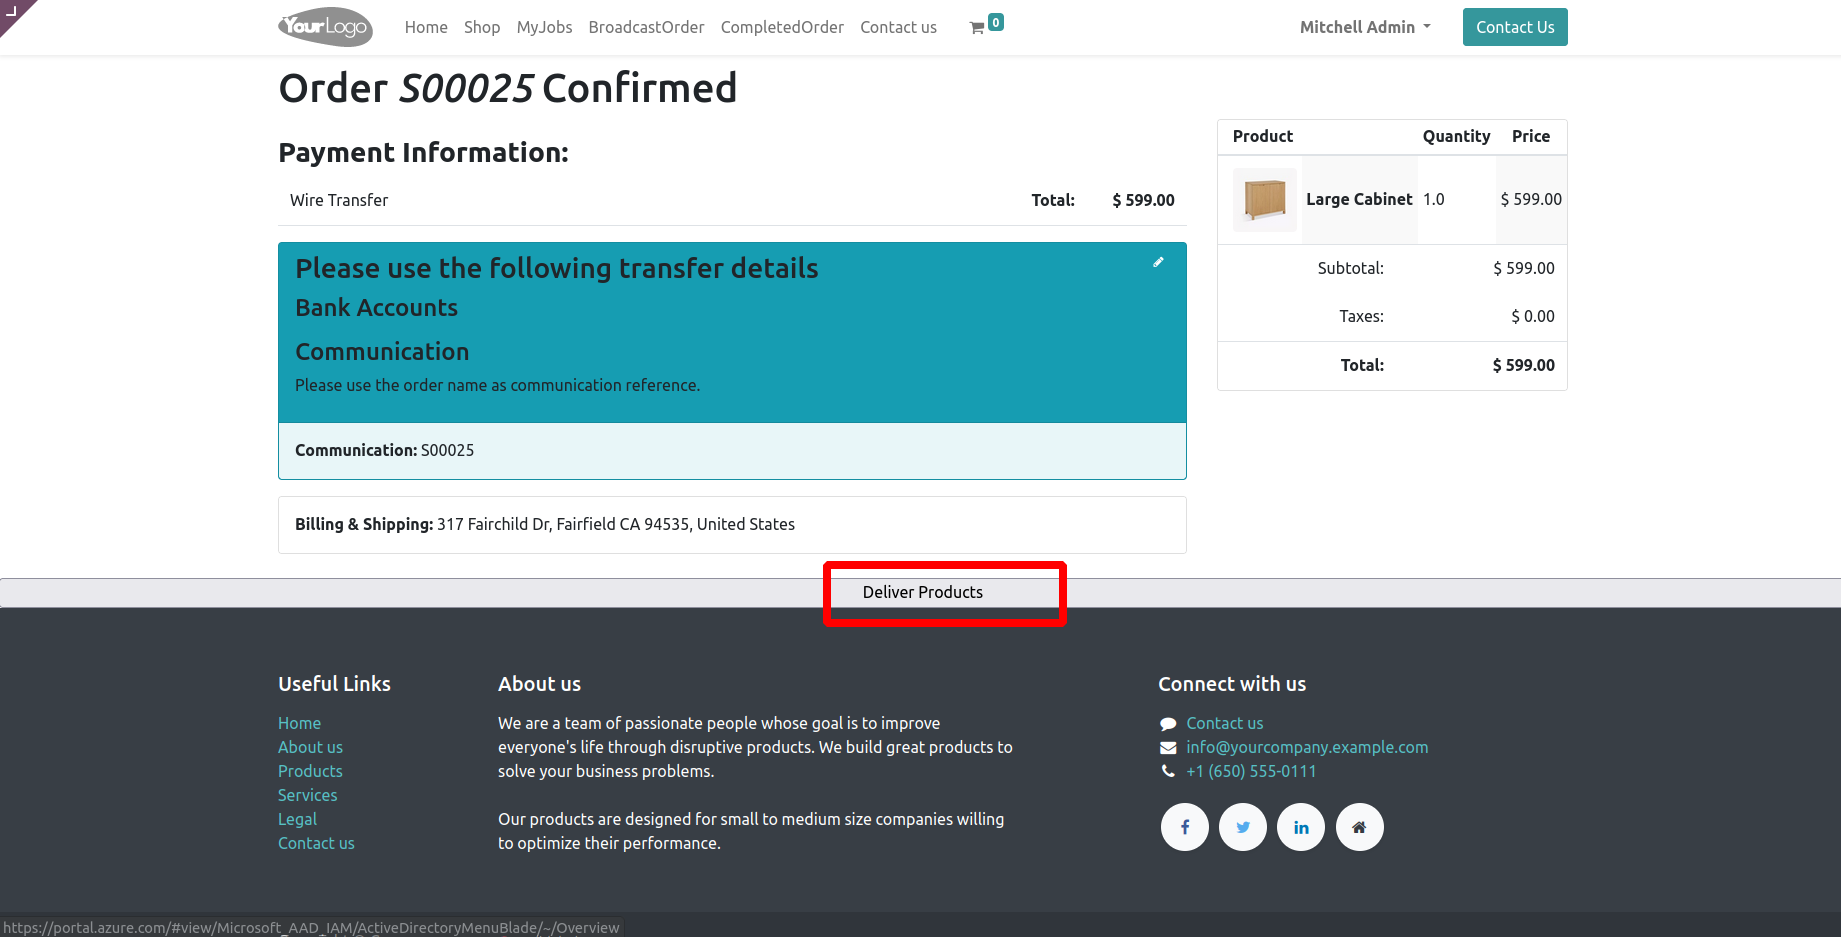 YourLogo
Home Shop MyJobs BroadcastOrder CompletedOrder Contact us 0 Mitchell Admin Contact Us
Order S00025 Confirmed
Payment Information:
Wire Transfer Total: $ 599.00
Please use the following transfer details
Bank Accounts
Communication
Please use the order name as communication reference.
Communication: S00025
Billing & Shipping: 317 Fairchild Dr, Fairfield CA 94535, United States
Product Quantity Price
Large Cabinet 1.0 $ 599.00
Subtotal: $ 599.00
Taxes: $ 0.00
Total: $ 599.00
Deliver Products
Useful Links
Home
About us
Products
Services
Legal
Contact us
About us
We are a team of passionate people whose goal is to improve
everyone's life through disruptive products. We build great products to
solve your business problems.
Our products are designed for small to medium size companies willing
to optimize their performance.
Connect with us
Contact us
info@yourcompany.example.com
+1 (650) 555-0111
https://portal.azure.com/#view/Microsoft_AAD_IAM/ActiveDirectoryMenuBlade/~/Overview